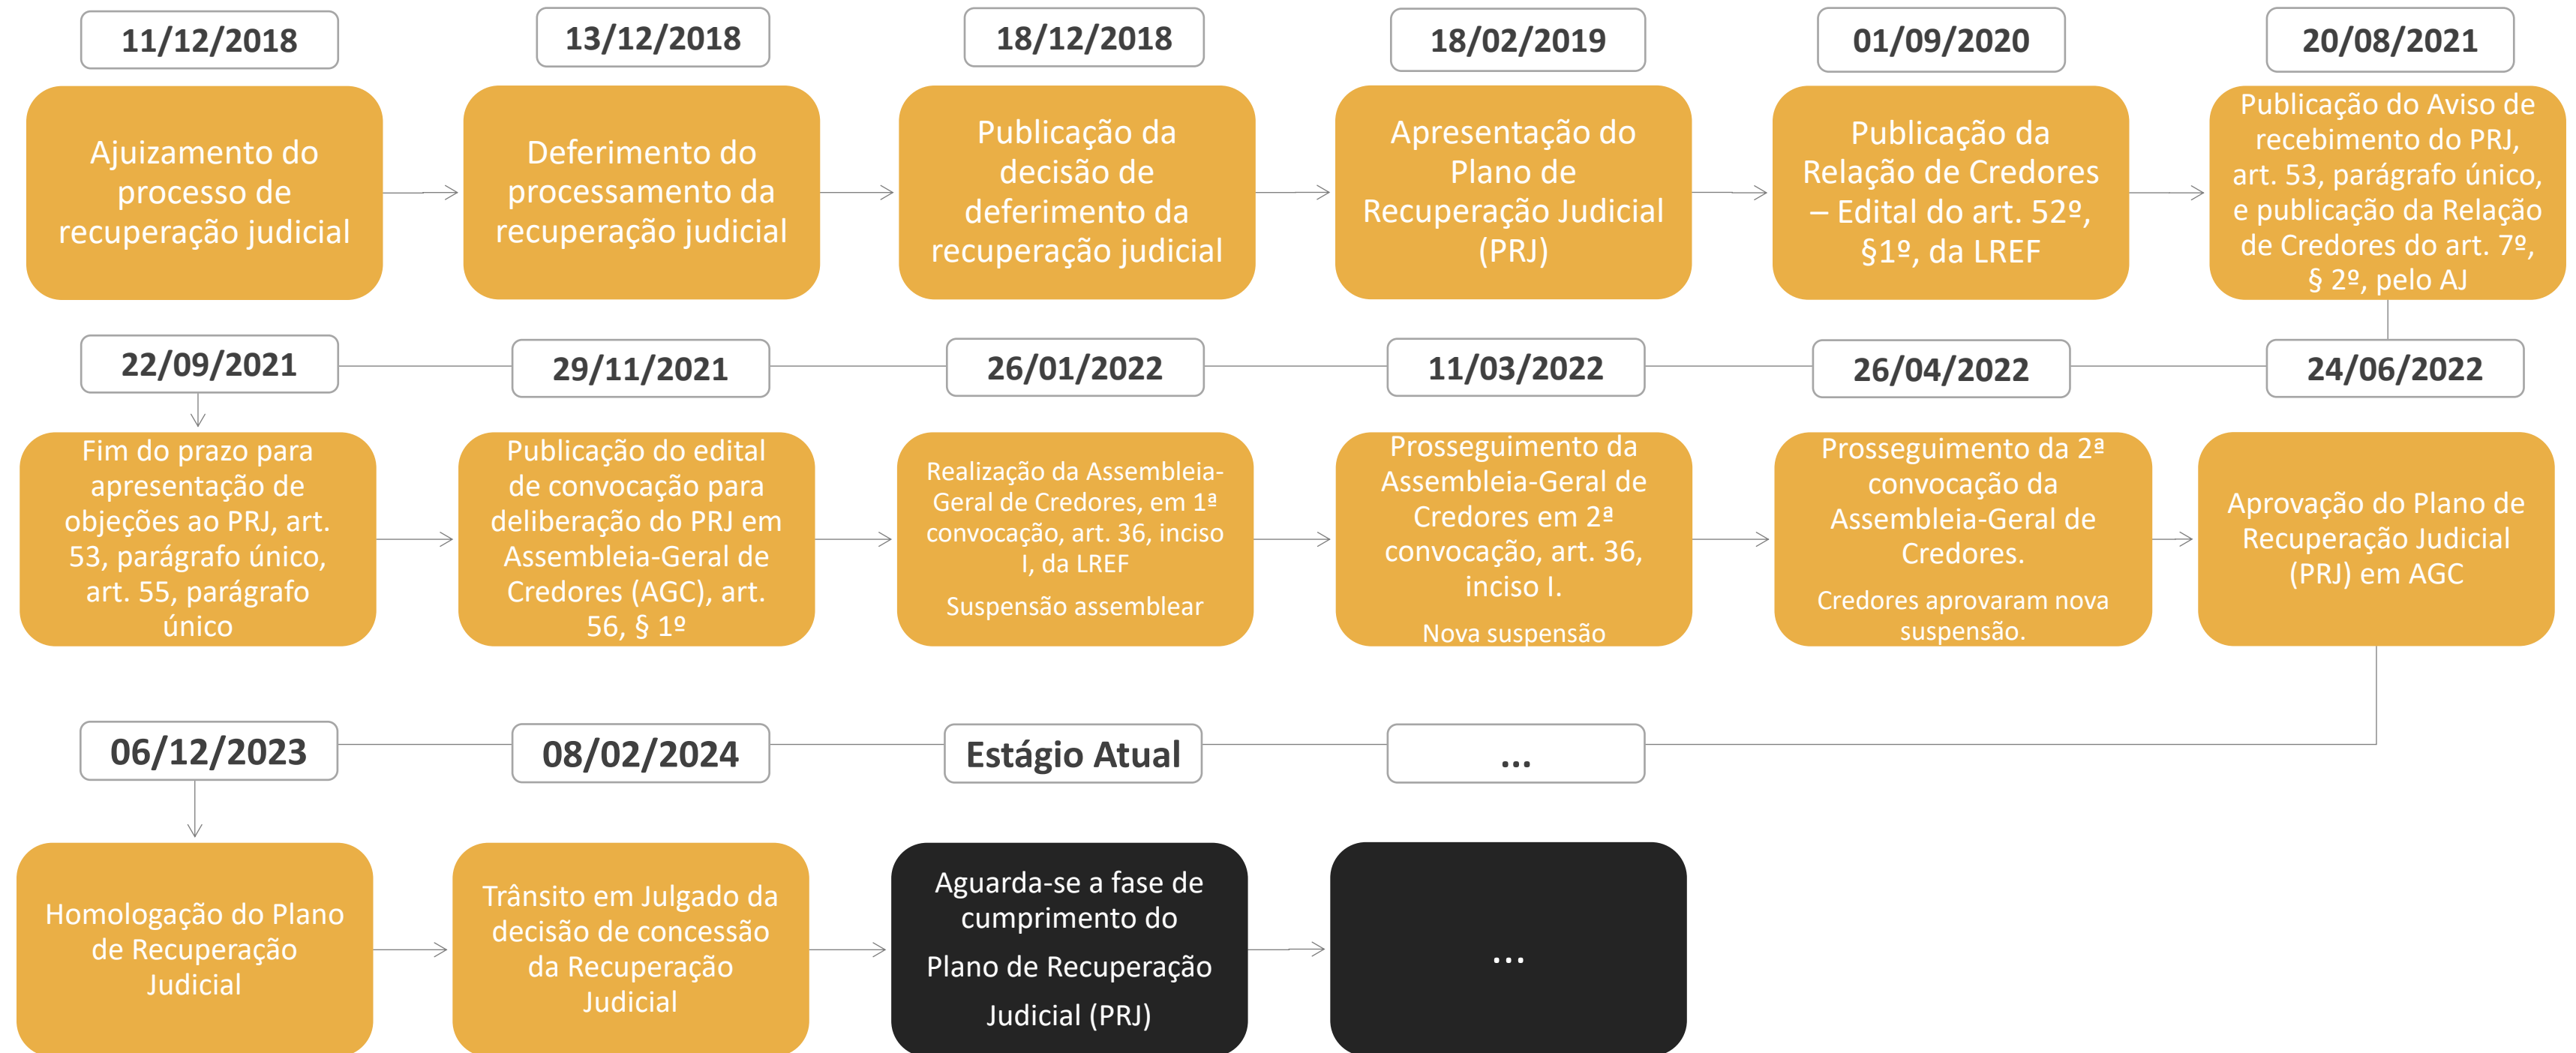 11/12/2018
Ajuizamento do
processo de
recuperação judicial
13/12/2018
Deferimento do
processamento da
recuperação judicial
18/12/2018
Publicação da
decisão de
deferimento da
recuperação judicial
18/02/2019
Apresentação do
Plano de
Recuperação Judicial
(PRJ)
01/09/2020
Publicação da
Relação de Credores
– Edital do art. 52º,
§1º, da LREF
20/08/2021
Publicação do Aviso de
recebimento do PRJ,
art. 53, parágrafo único,
e publicação da Relação
de Credores do art. 7º,
§ 2º, pelo AJ
22/09/2021
Fim do prazo para
apresentação de
objeções ao PRJ, art.
53, parágrafo único,
art. 55, parágrafo
único
29/11/2021
Publicação do edital
de convocação para
deliberação do PRJ em
Assembleia-Geral de
Credores (AGC), art.
56, § 1º
26/01/2022
Realização da Assembleia-
Geral de Credores, em 1ª
convocação, art. 36, inciso
I, da LREF
Suspensão assemblear
11/03/2022
Prosseguimento da
Assembleia-Geral de
Credores em 2ª
convocação, art. 36,
inciso I.
Nova suspensão
26/04/2022
Prosseguimento da 2ª
convocação da
Assembleia-Geral de
Credores.
Credores aprovaram nova
suspensão.
24/06/2022
Aprovação do Plano de
Recuperação Judicial
(PRJ) em AGC
06/12/2023
Homologação do Plano
de Recuperação
Judicial
08/02/2024
Trânsito em Julgado da
decisão de concessão
da Recuperação
Judicial
Estágio Atual
Aguarda-se a fase de
cumprimento do
Plano de Recuperação
Judicial (PRJ)
...
...